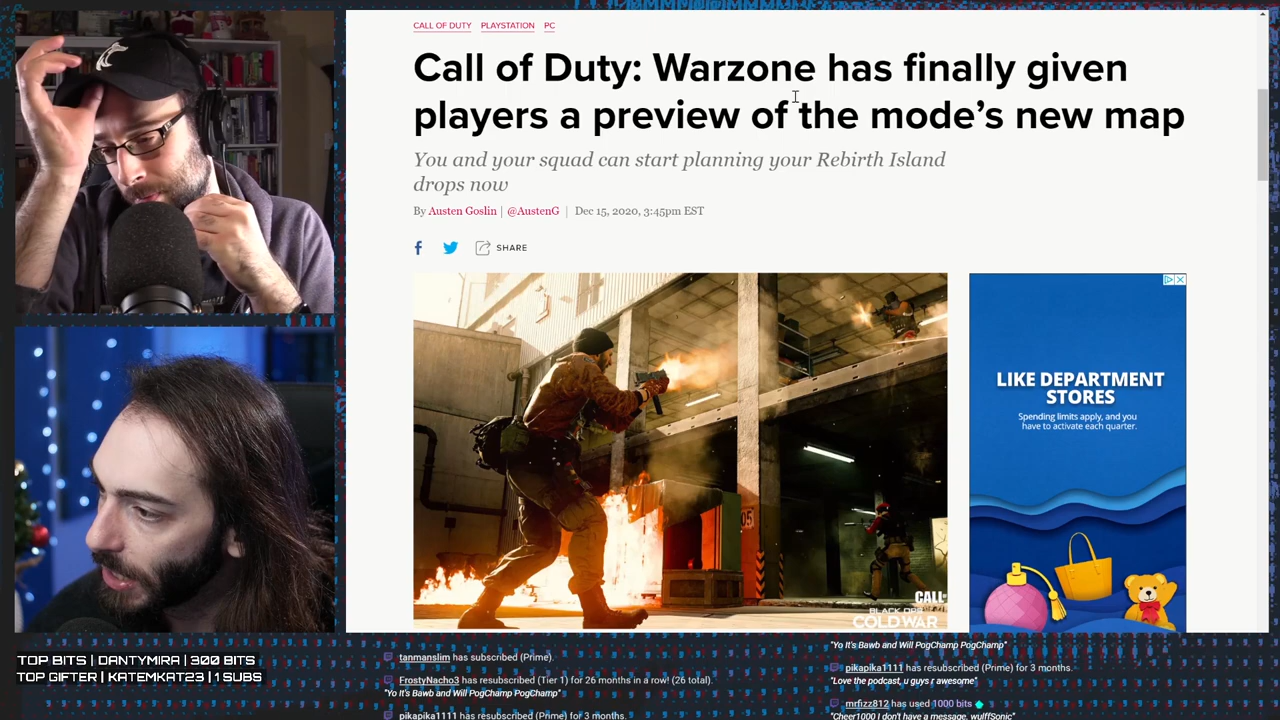 CALL OF DUTY PLAYSTATION PC
Call of Duty: Warzone has finally given
players a preview of the mode's new map
You and your squad can start planning your Rebirth Island
drops now
By Austen Goslin | @AustenG | Dec 15, 2020, 3:45pm EST
SHARE
LIKE DEPARTMENT
STORES
Spending limits apply, and you
have to activate each quarter.
05
CALL
BLACK OPS
COLD WAR
TOP BITS | DANTYMIRA | 300 BITS
TOP GIFTER | KATEMKAT23 | 1 SUBS
tanmanslim has subscribed (Prime).
FrostyNacho3 has resubscribed (Tier 1) for 26 months in a row! (26 total).
"Yo It's Bawb and Will PogChamp PogChamp"
pikapika1111 has resubscribed (Prime) for 3 months.
"Yo It's Bawb and Will PogChamp PogChamp"
pikapika1111 has resubscribed (Prime) for 3 months.
"Love the podcast, u guys r awesome"
mrfizz812 has used 1000 bits
"Cheer1000 I don't have a message, wulffSonic"